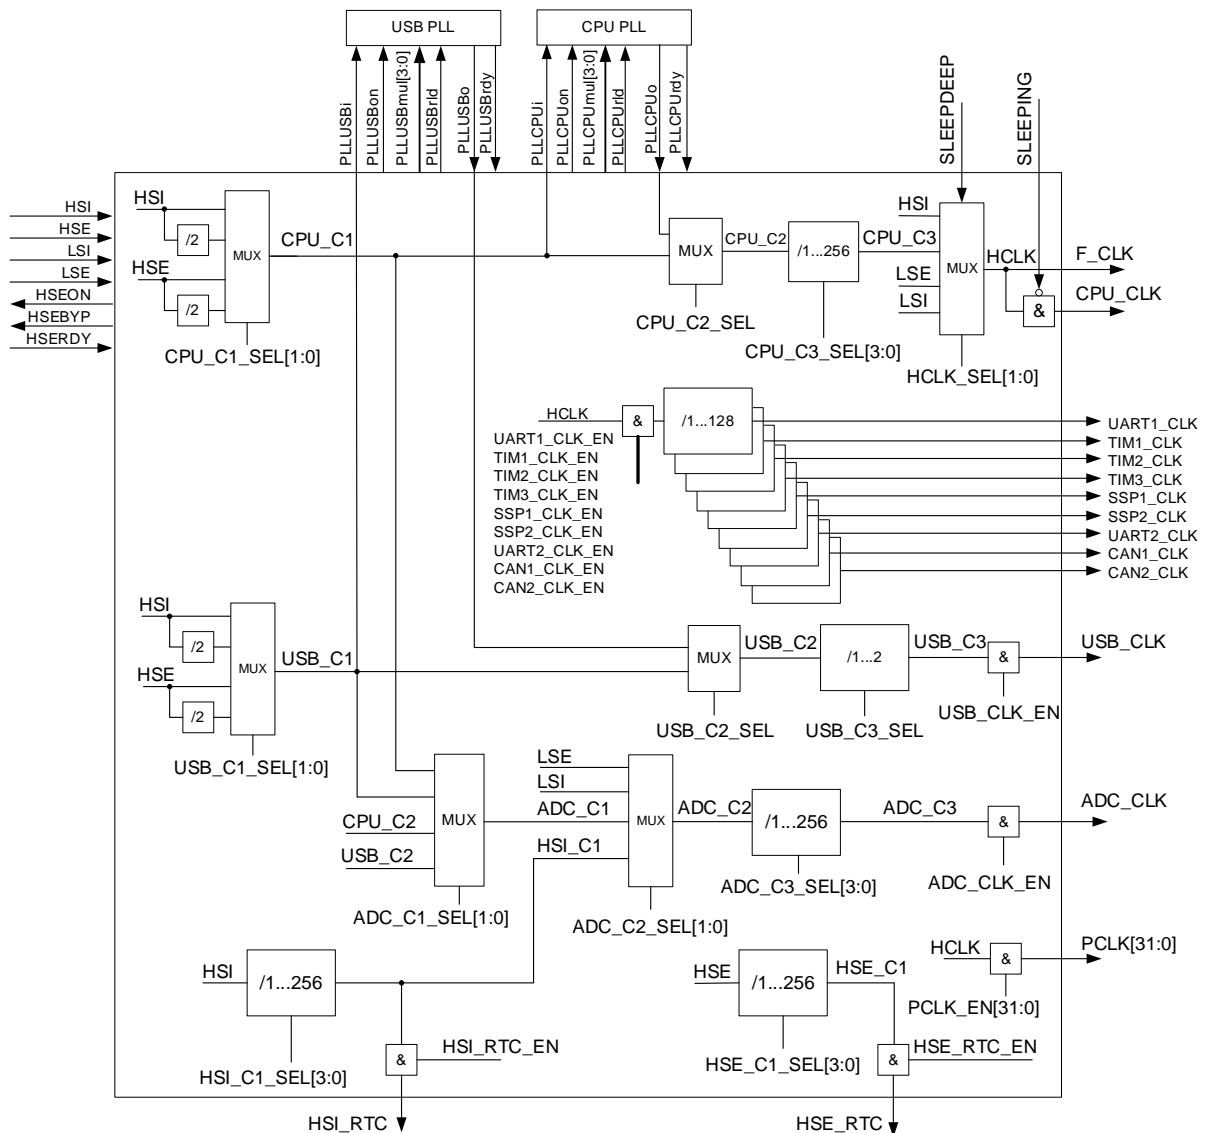 USB PLL
CPU PLL
PLLUSBi
PLLUSBon
PLLUSBmul[3:0]
PLLUSBrld
PLLUSBo
PLLUSBrdy
PLLCPUi
PLLCPUon
PLLCPUmul[3:0]
PLLCPUrld
PLLCPUo
PLLCPUrdy
SLEEPDEEP
SLEEPING
HSI
HSE
LSI
LSE
HSEON
HSEBYP
HSERDY
HSI
/2
HSE
/2
MUX
CPU_C1
CPU_C1_SEL[1:0]
MUX
CPU_C2
CPU_C2_SEL
/1...256
CPU_C3
CPU_C3_SEL[3:0]
HSI
LSE
LSI
MUX
HCLK
HCLK_SEL[1:0]
&
F_CLK
CPU_CLK
HCLK
&
/1...128
UART1_CLK_EN
TIM1_CLK_EN
TIM2_CLK_EN
TIM3_CLK_EN
SSP1_CLK_EN
SSP2_CLK_EN
UART2_CLK_EN
CAN1_CLK_EN
CAN2_CLK_EN
UART1_CLK
TIM1_CLK
TIM2_CLK
TIM3_CLK
SSP1_CLK
SSP2_CLK
UART2_CLK
CAN1_CLK
CAN2_CLK
HSI
/2
HSE
/2
MUX
USB_C1
USB_C1_SEL[1:0]
MUX
USB_C2
USB_C2_SEL
/1...2
USB_C3
USB_C3_SEL
&
USB_CLK_EN
USB_CLK
CPU_C2
USB_C2
MUX
ADC_C1
ADC_C1_SEL[1:0]
LSE
LSI
HSI_C1
MUX
ADC_C2
ADC_C2_SEL[1:0]
/1...256
ADC_C3
ADC_C3_SEL[3:0]
&
ADC_CLK_EN
ADC_CLK
HSI
/1...256
HSI_C1_SEL[3:0]
&
HSI_RTC_EN
HSI_RTC
HSE
/1...256
HSE_C1
HSE_C1_SEL[3:0]
&
HSE_RTC_EN
HSE_RTC
HCLK
&
PCLK_EN[31:0]
PCLK[31:0]